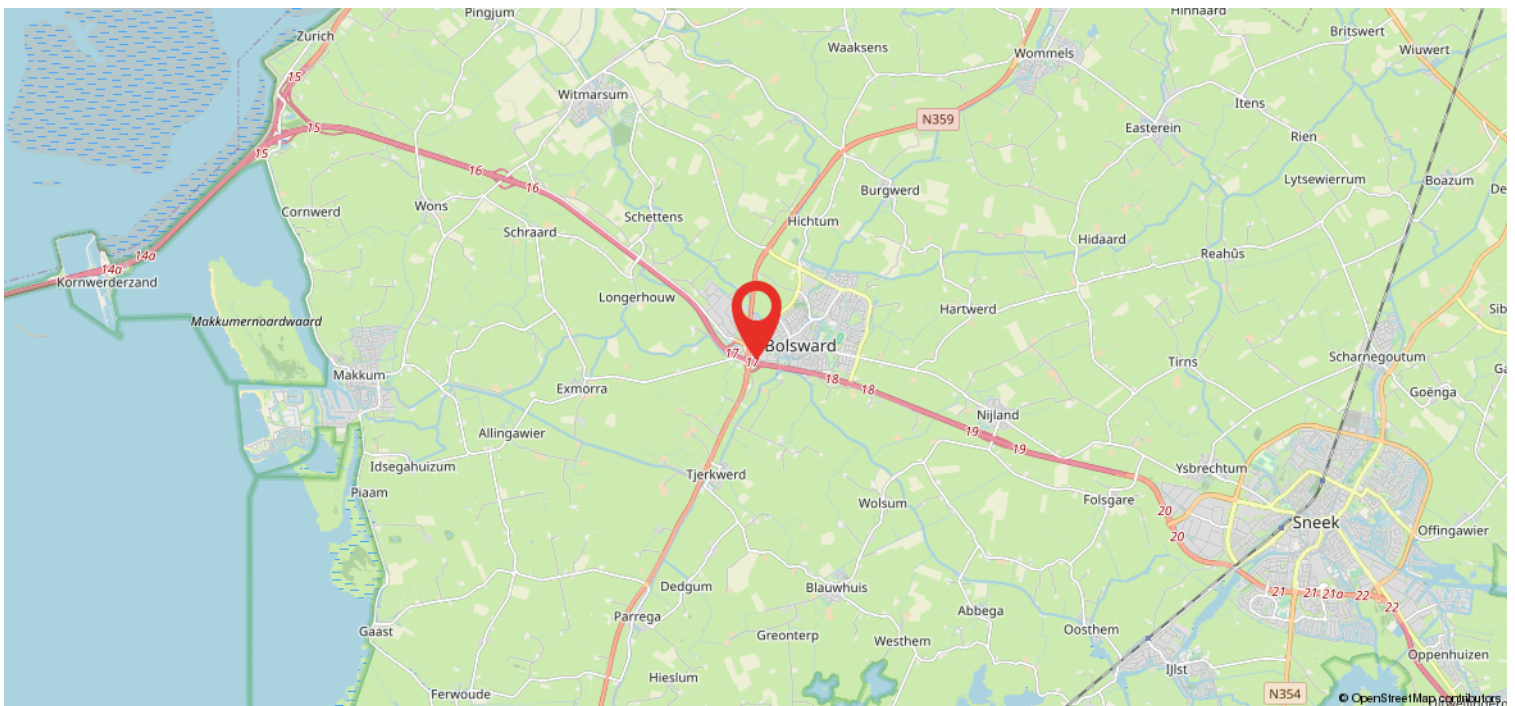 Pingjum
Hinnaard
Zurich
Britswert
Waaksens
Wommels
Wiuwert
15
Witmarsum
Itens
N359
15
Easterein
Rien
15
16
Lytsewierrum
Boazum
De
16
Burgwerd
Wons
Cornwerd
Schettens
Hichtum
Schraard
Hidaard
Reahûs
14a
14a
Kornwerderzand
Longerhouw
Hartwerd
Sib
Makkumernoardwaard
Bolsward
17
17
Scharnegoutum
Tirns
Ga
Makkum
18
18
Exmorra
Goënga
Nijland
Allingawier
19
19
Idsegahuizum
Ysbrechtum
Tjerkwerd
Piaam
Wolsum
Folsgare
20
Sneek
Offingawier
20
Dedgum
Blauwhuis
21
21
21a
22
22
Abbega
Parrega
Gaast
Greonterp
Westhem
Oosthem
Oppenhuizen
IJlst
Hieslum
Ferwoude
N354
© OpenStreetMap contributors